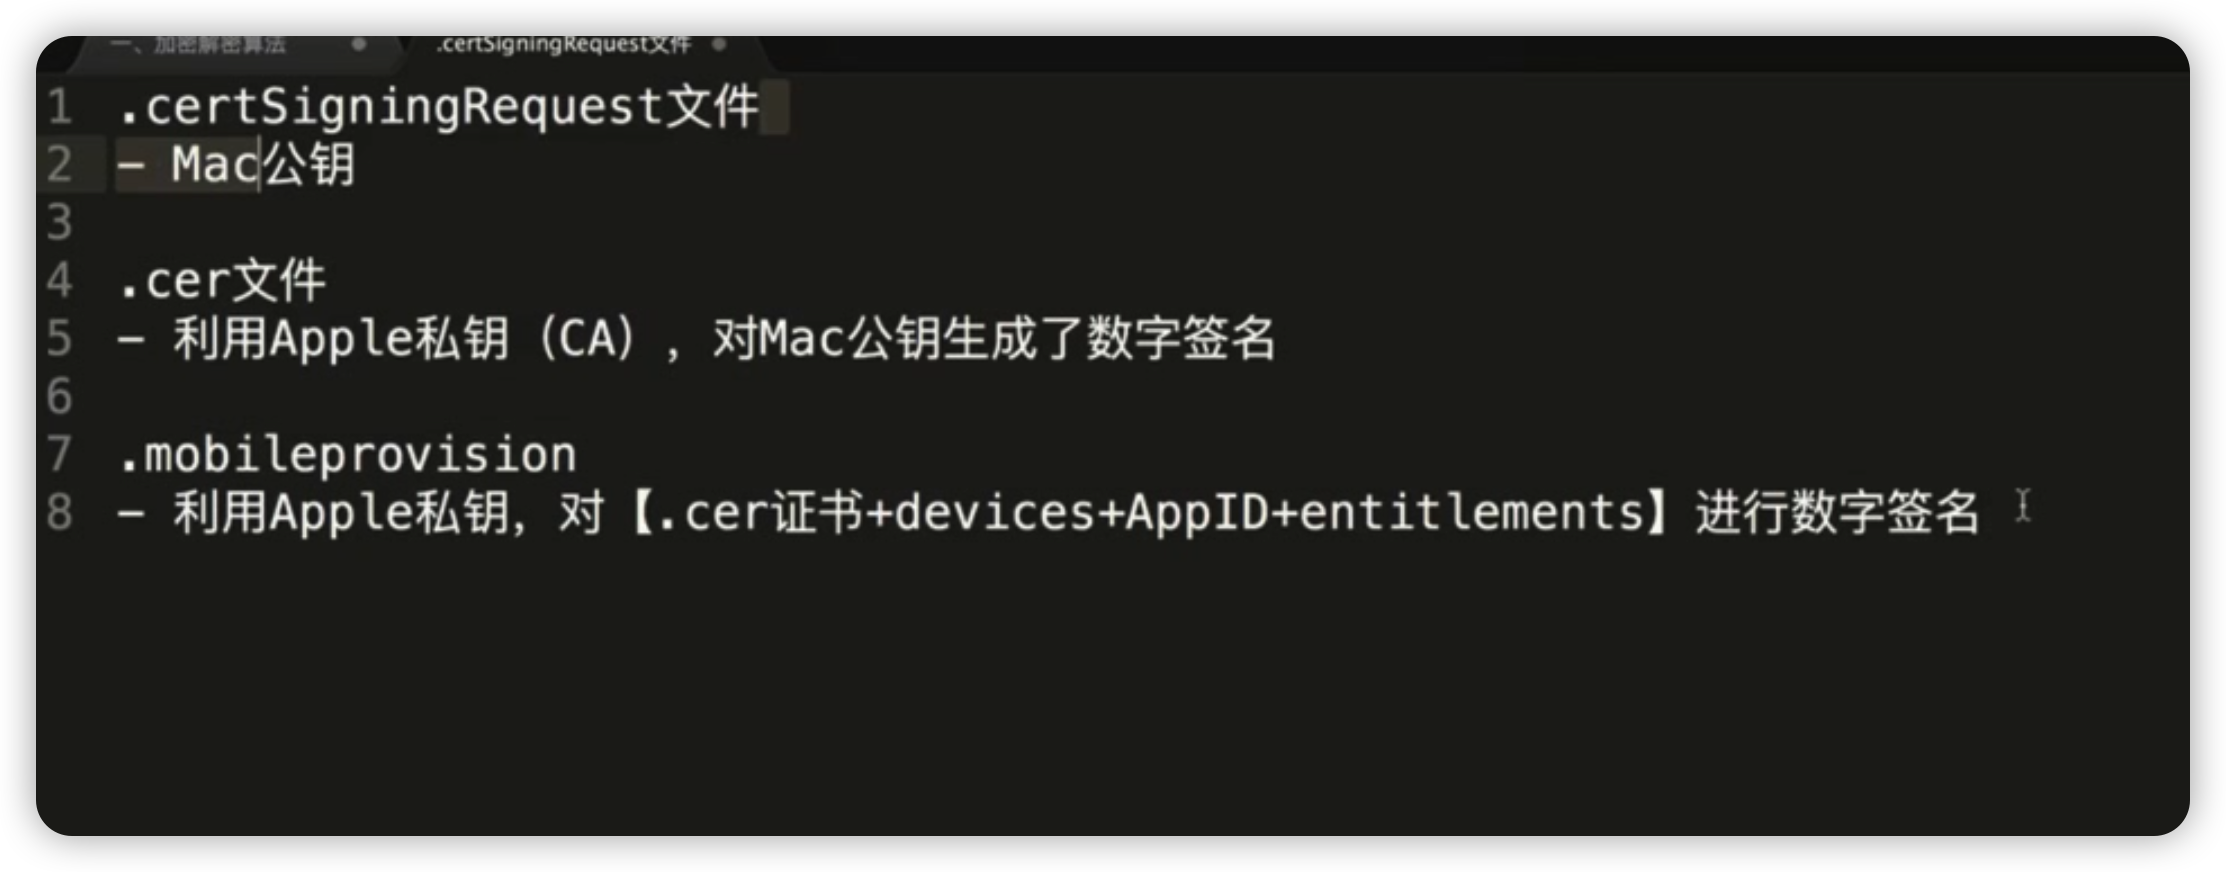 一、加密解密算法
.certSigningRequest文件
1 .certSigningRequest文件
2 – Mac公钥
3
4 .cer文件
5 – 利用Apple私钥（CA），对Mac公钥生成了数字签名
6
7 .mobileprovision
8 – 利用Apple私钥，对【.cer证书+devices+AppID+entitlements】进行数字签名